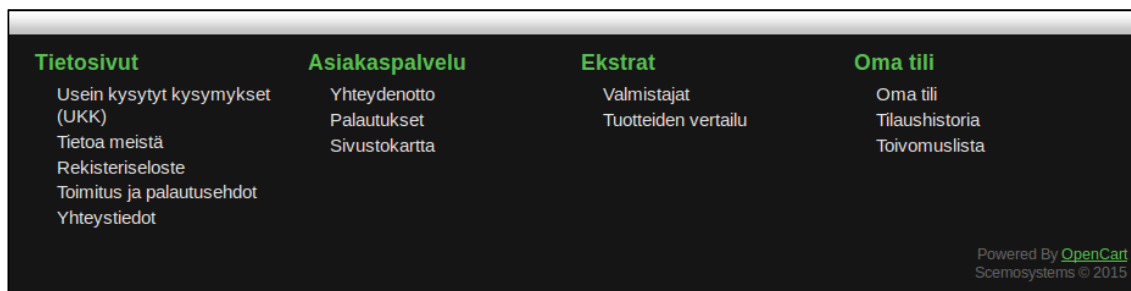 Tietosivut
Usein kysytyt kysymykset
(UKK)
Tietoa meistä
Rekisteriseloste
Toimitus ja palautusehdot
Yhteystiedot
Asiakaspalvelu
Yhteydenotto
Palautukset
Sivustokartta
Ekstrat
Valmistajat
Tuotteiden vertailu
Oma tili
Oma tili
Tilaushistoria
Toivomuslista
Powered By OpenCart
Scemosystems © 2015